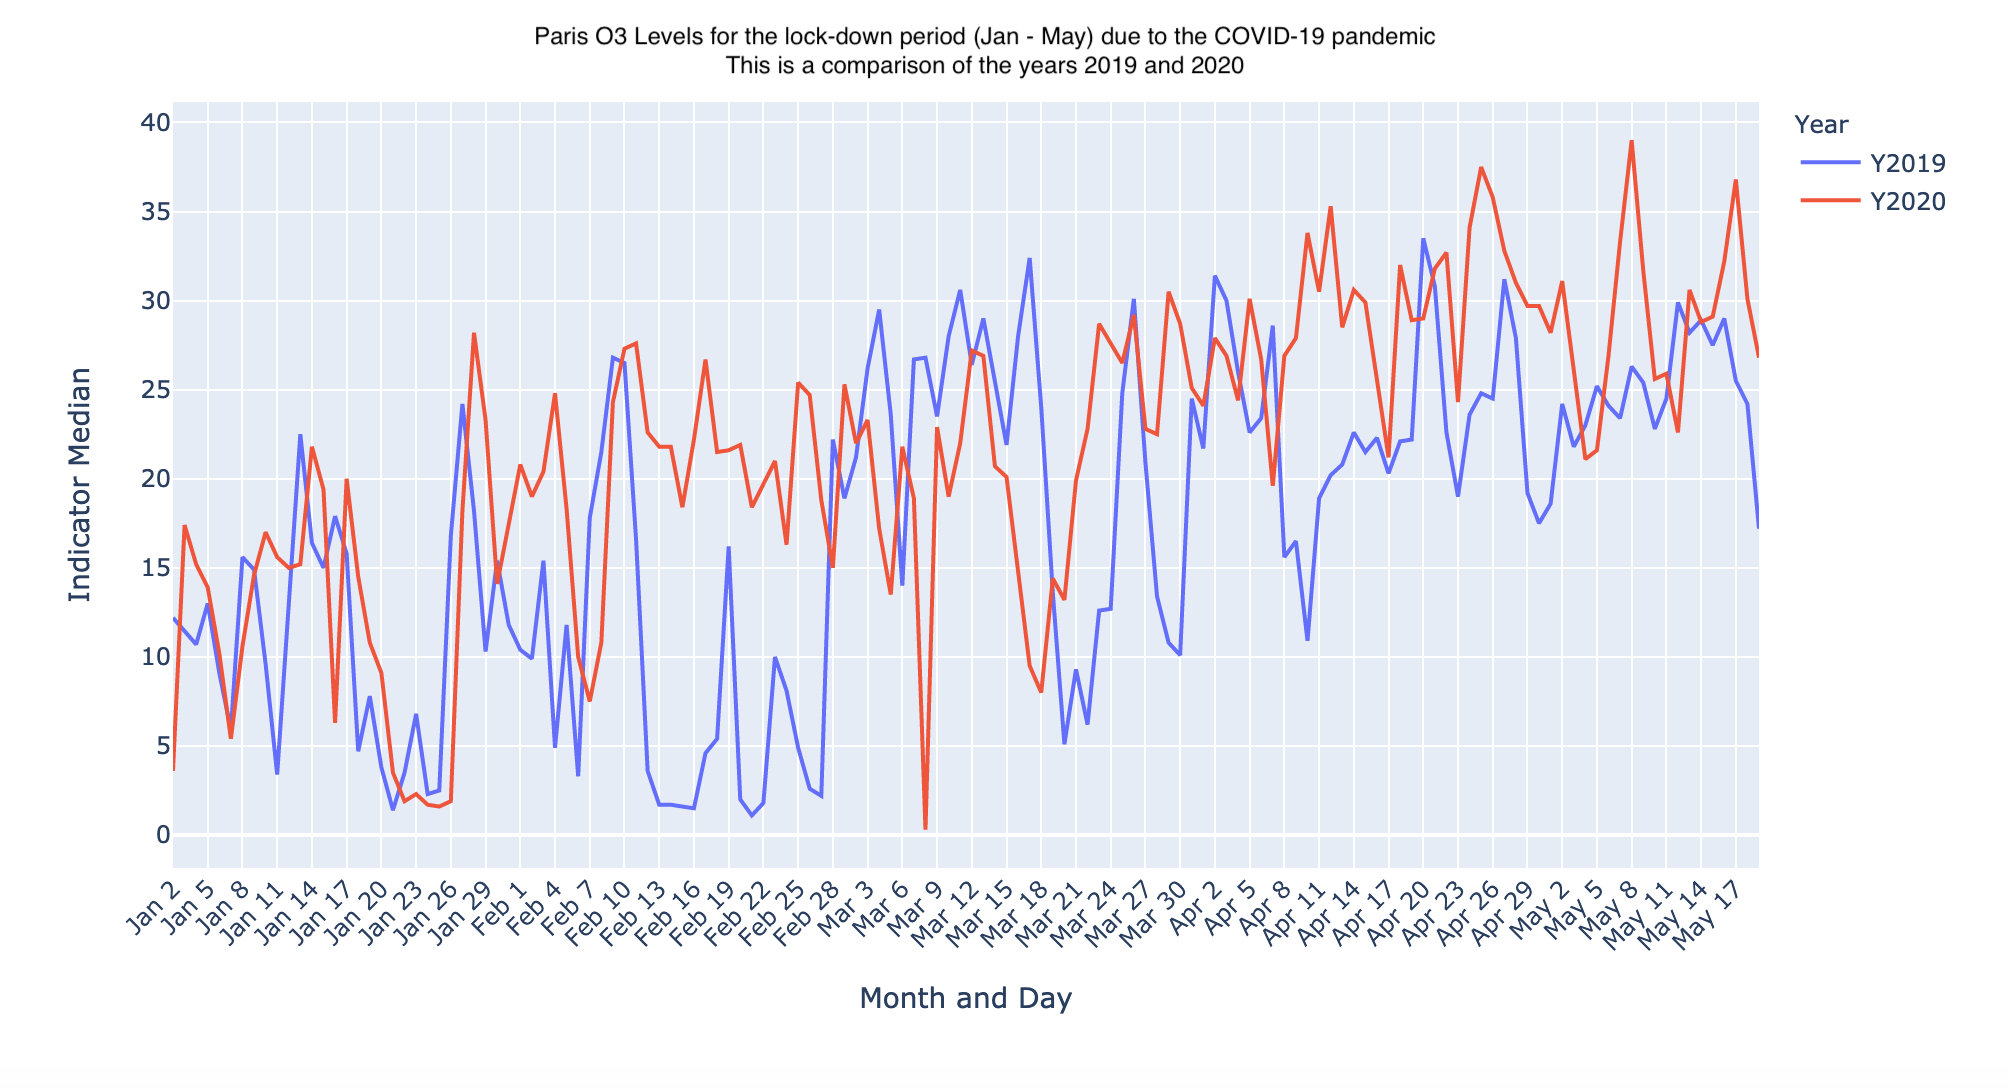 Paris O3 Levels for the lock-down period (Jan - May) due to the COVID-19 pandemic
This is a comparison of the years 2019 and 2020
Year
Y2019
Y2020
Indicator Median
40
35
30
25
20
15
10
5
0
Jan 2
Jan 5
Jan 8
Jan 11
Jan 14
Jan 17
Jan 20
Jan 23
Jan 26
Jan 29
Feb 1
Feb 4
Feb 7
Feb 10
Feb 13
Feb 16
Feb 19
Feb 22
Feb 25
Feb 28
Mar 3
Mar 6
Mar 9
Mar 12
Mar 15
Mar 18
Mar 21
Mar 24
Mar 27
Mar 30
Apr 2
Apr 5
Apr 8
Apr 11
Apr 14
Apr 17
Apr 20
Apr 23
Apr 26
Apr 29
May 2
May 5
May 8
May 11
May 14
May 17
Month and Day